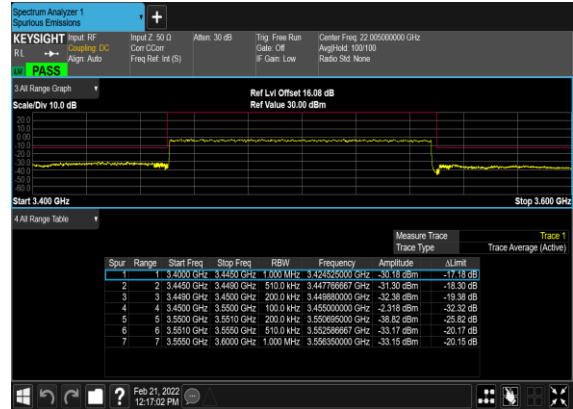 Spectrum Analyzer 1
Spurious Emissions
KEYSIGHT Input: RF Input Z: 50 Ω Atten: 30 dB Trig: Free Run Center Freq: 22.005000000 GHz
RL Coupling: DC Corr CCorr Gate: Off Avg|Hold: 100/100
Align: Auto Freq Ref: Int (S) IF Gain: Low Radio Std: None
PASS
3 All Range Graph
Ref Lvl Offset 16.08 dB
Scale/Div 10.0 dB Ref Value 30.00 dBm
20.0
10.0
0.00
-10.0
-20.0
-30.0
-40.0
-50.0
-60.0
Start 3.400 GHz Stop 3.600 GHz
4 All Range Table
Measure Trace Trace 1
Trace Type Trace Average (Active)
Spur Range Start Freq Stop Freq RBW Frequency Amplitude ΔLimit
1 1 3.4000 GHz 3.4450 GHz 1.000 MHz 3.424525000 GHz -30.18 dBm -17.18 dB
2 2 3.4450 GHz 3.4490 GHz 510.0 kHz 3.447766667 GHz -31.30 dBm -18.30 dB
3 3 3.4490 GHz 3.4500 GHz 200.0 kHz 3.449880000 GHz -32.38 dBm -19.38 dB
4 4 3.4500 GHz 3.5500 GHz 100.0 kHz 3.455000000 GHz -2.318 dBm -32.32 dB
5 5 3.5500 GHz 3.5510 GHz 200.0 kHz 3.550695000 GHz -38.82 dBm -25.82 dB
6 6 3.5510 GHz 3.5550 GHz 510.0 kHz 3.552586667 GHz -33.17 dBm -20.17 dB
7 7 3.5550 GHz 3.6000 GHz 1.000 MHz 3.556350000 GHz -33.15 dBm -20.15 dB
Feb 21, 2022
12:17:02 PM